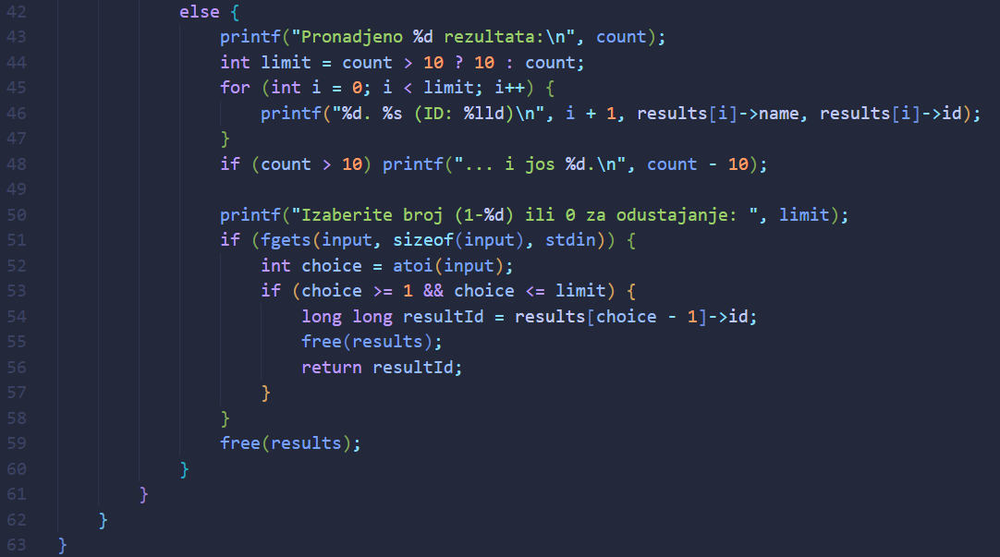 42 else {
43 printf("Pronadjeno %d rezultata:\n", count);
44 int limit = count > 10 ? 10 : count;
45 for (int i = 0; i < limit; i++) {
46 printf("%d. %s (ID: %lld)\n", i + 1, results[i]->name, results[i]->id);
47 }
48 if (count > 10) printf("... i jos %d.\n", count - 10);
49
50 printf("Izaberite broj (1-%d) ili 0 za odustajanje: ", limit);
51 if (fgets(input, sizeof(input), stdin)) {
52 int choice = atoi(input);
53 if (choice >= 1 && choice <= limit) {
54 long long resultId = results[choice - 1]->id;
55 free(results);
56 return resultId;
57 }
58 }
59 free(results);
60 }
61 }
62 }
63 }